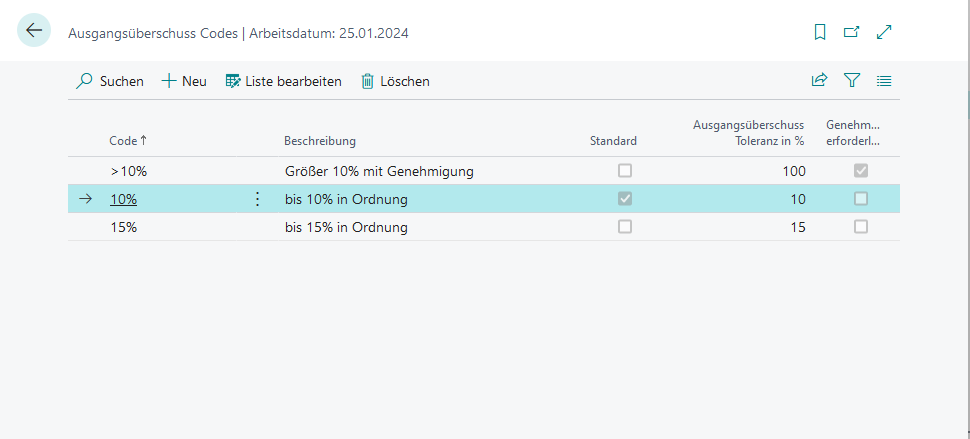 Ausgangsüberschuss Codes | Arbeitsdatum: 25.01.2024
Suchen Neu Liste bearbeiten Löschen
Code ↑ Beschreibung Standard Ausgangsüberschuss Toleranz in % Genehm... erforderl...
>10% Größer 10% mit Genehmigung 100
10% bis 10% in Ordnung 10
15% bis 15% in Ordnung 15